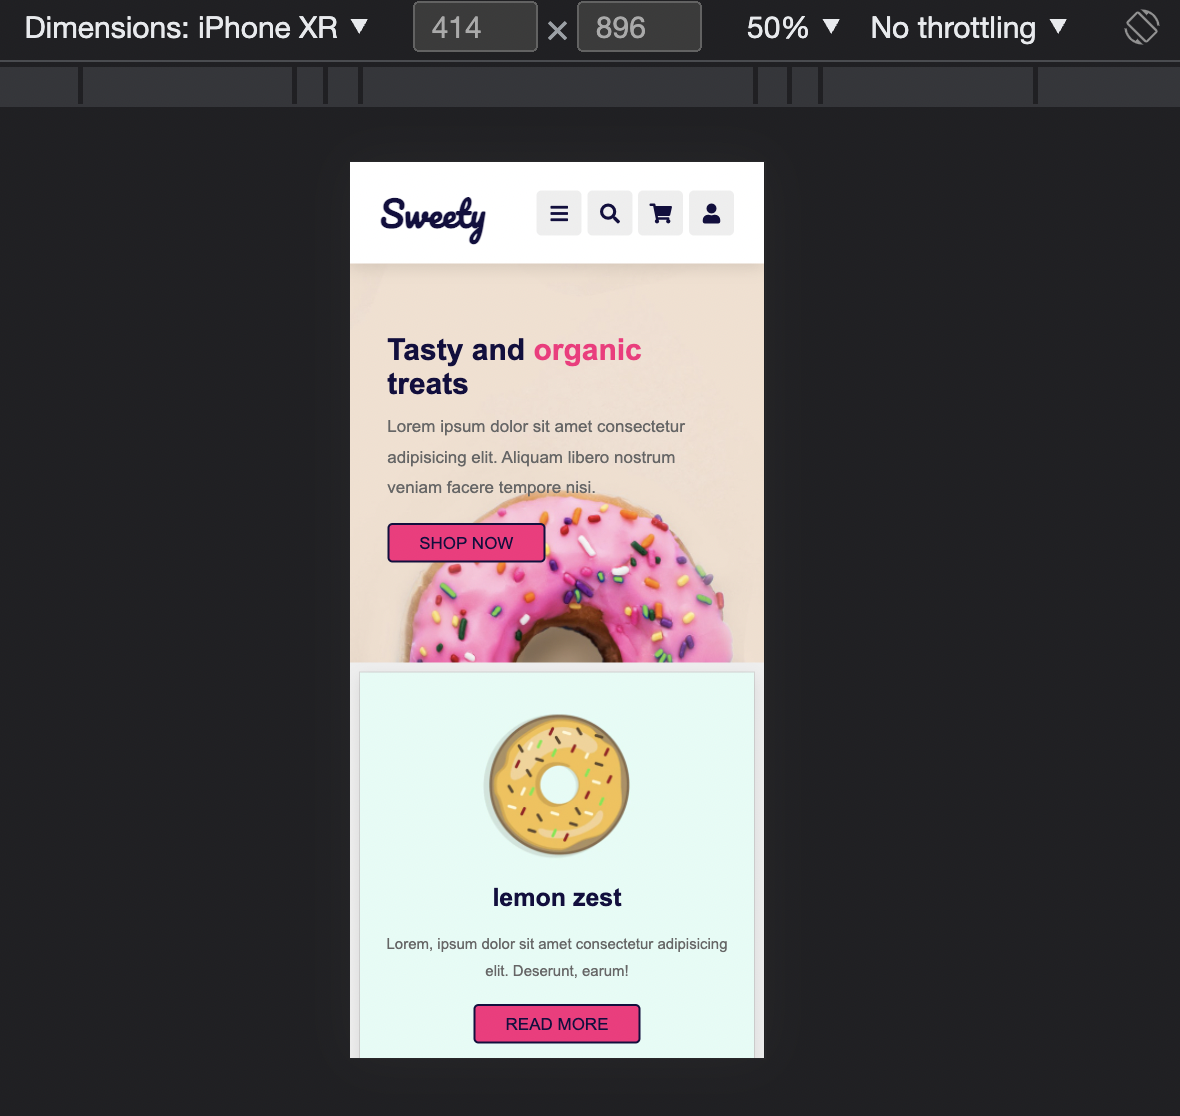 Dimensions: iPhone XR ▼ 414 × 896 50% ▼ No throttling ▼
Sweety
Tasty and organic
treats
Lorem ipsum dolor sit amet consectetur
adipisicing elit. Aliquam libero nostrum
veniam facere tempore nisi.
SHOP NOW
lemon zest
Lorem, ipsum dolor sit amet consectetur adipisicing
elit. Deserunt, earum!
READ MORE